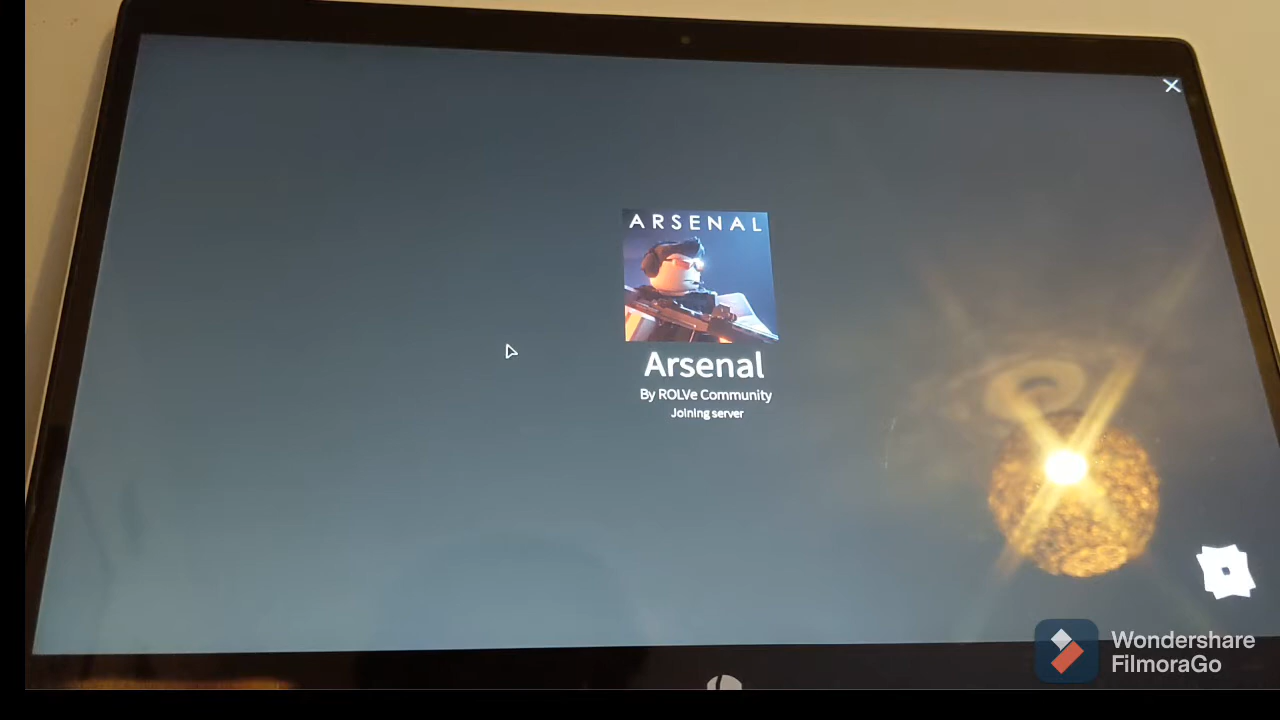 ARSENAL
Arsenal
By ROLVe Community
Joining server
Wondershare
FilmoraGo